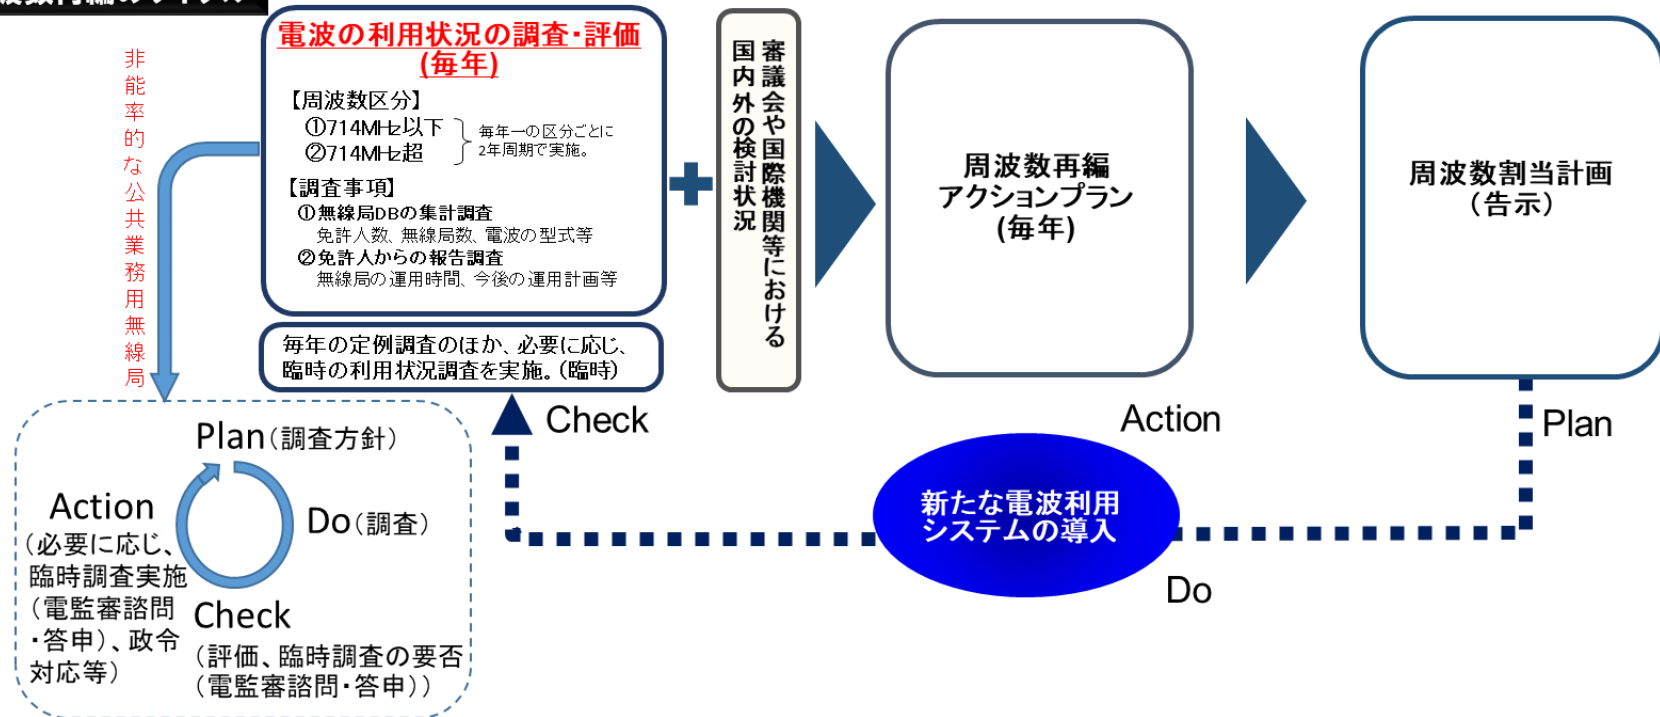 電波の利用状況の調査・評価
(毎年)
【周波数区分】
①714MHz以下
②714MHz超
毎年一の区分ごとに
2年周期で実施。
【調査事項】
①無線局DBの集計調査
免許人数、無線局数、電波の型式等
②免許人からの報告調査
無線局の運用時間、今後の運用計画等
毎年の定例調査のほか、必要に応じ、
臨時の利用状況調査を実施。(臨時)
審議会や国際機関等における
国内外の検討状況
周波数再編
アクションプラン
(毎年)
周波数割当計画
(告示)
非能率的な公共業務用無線局
Check
Action
Plan
新たな電波利用
システムの導入
Do
Plan(調査方針)
Do(調査)
Check
(評価、臨時調査の要否
(電監審諮問・答申))
Action
(必要に応じ、
臨時調査実施
(電監審諮問
・答申)、政令
対応等)